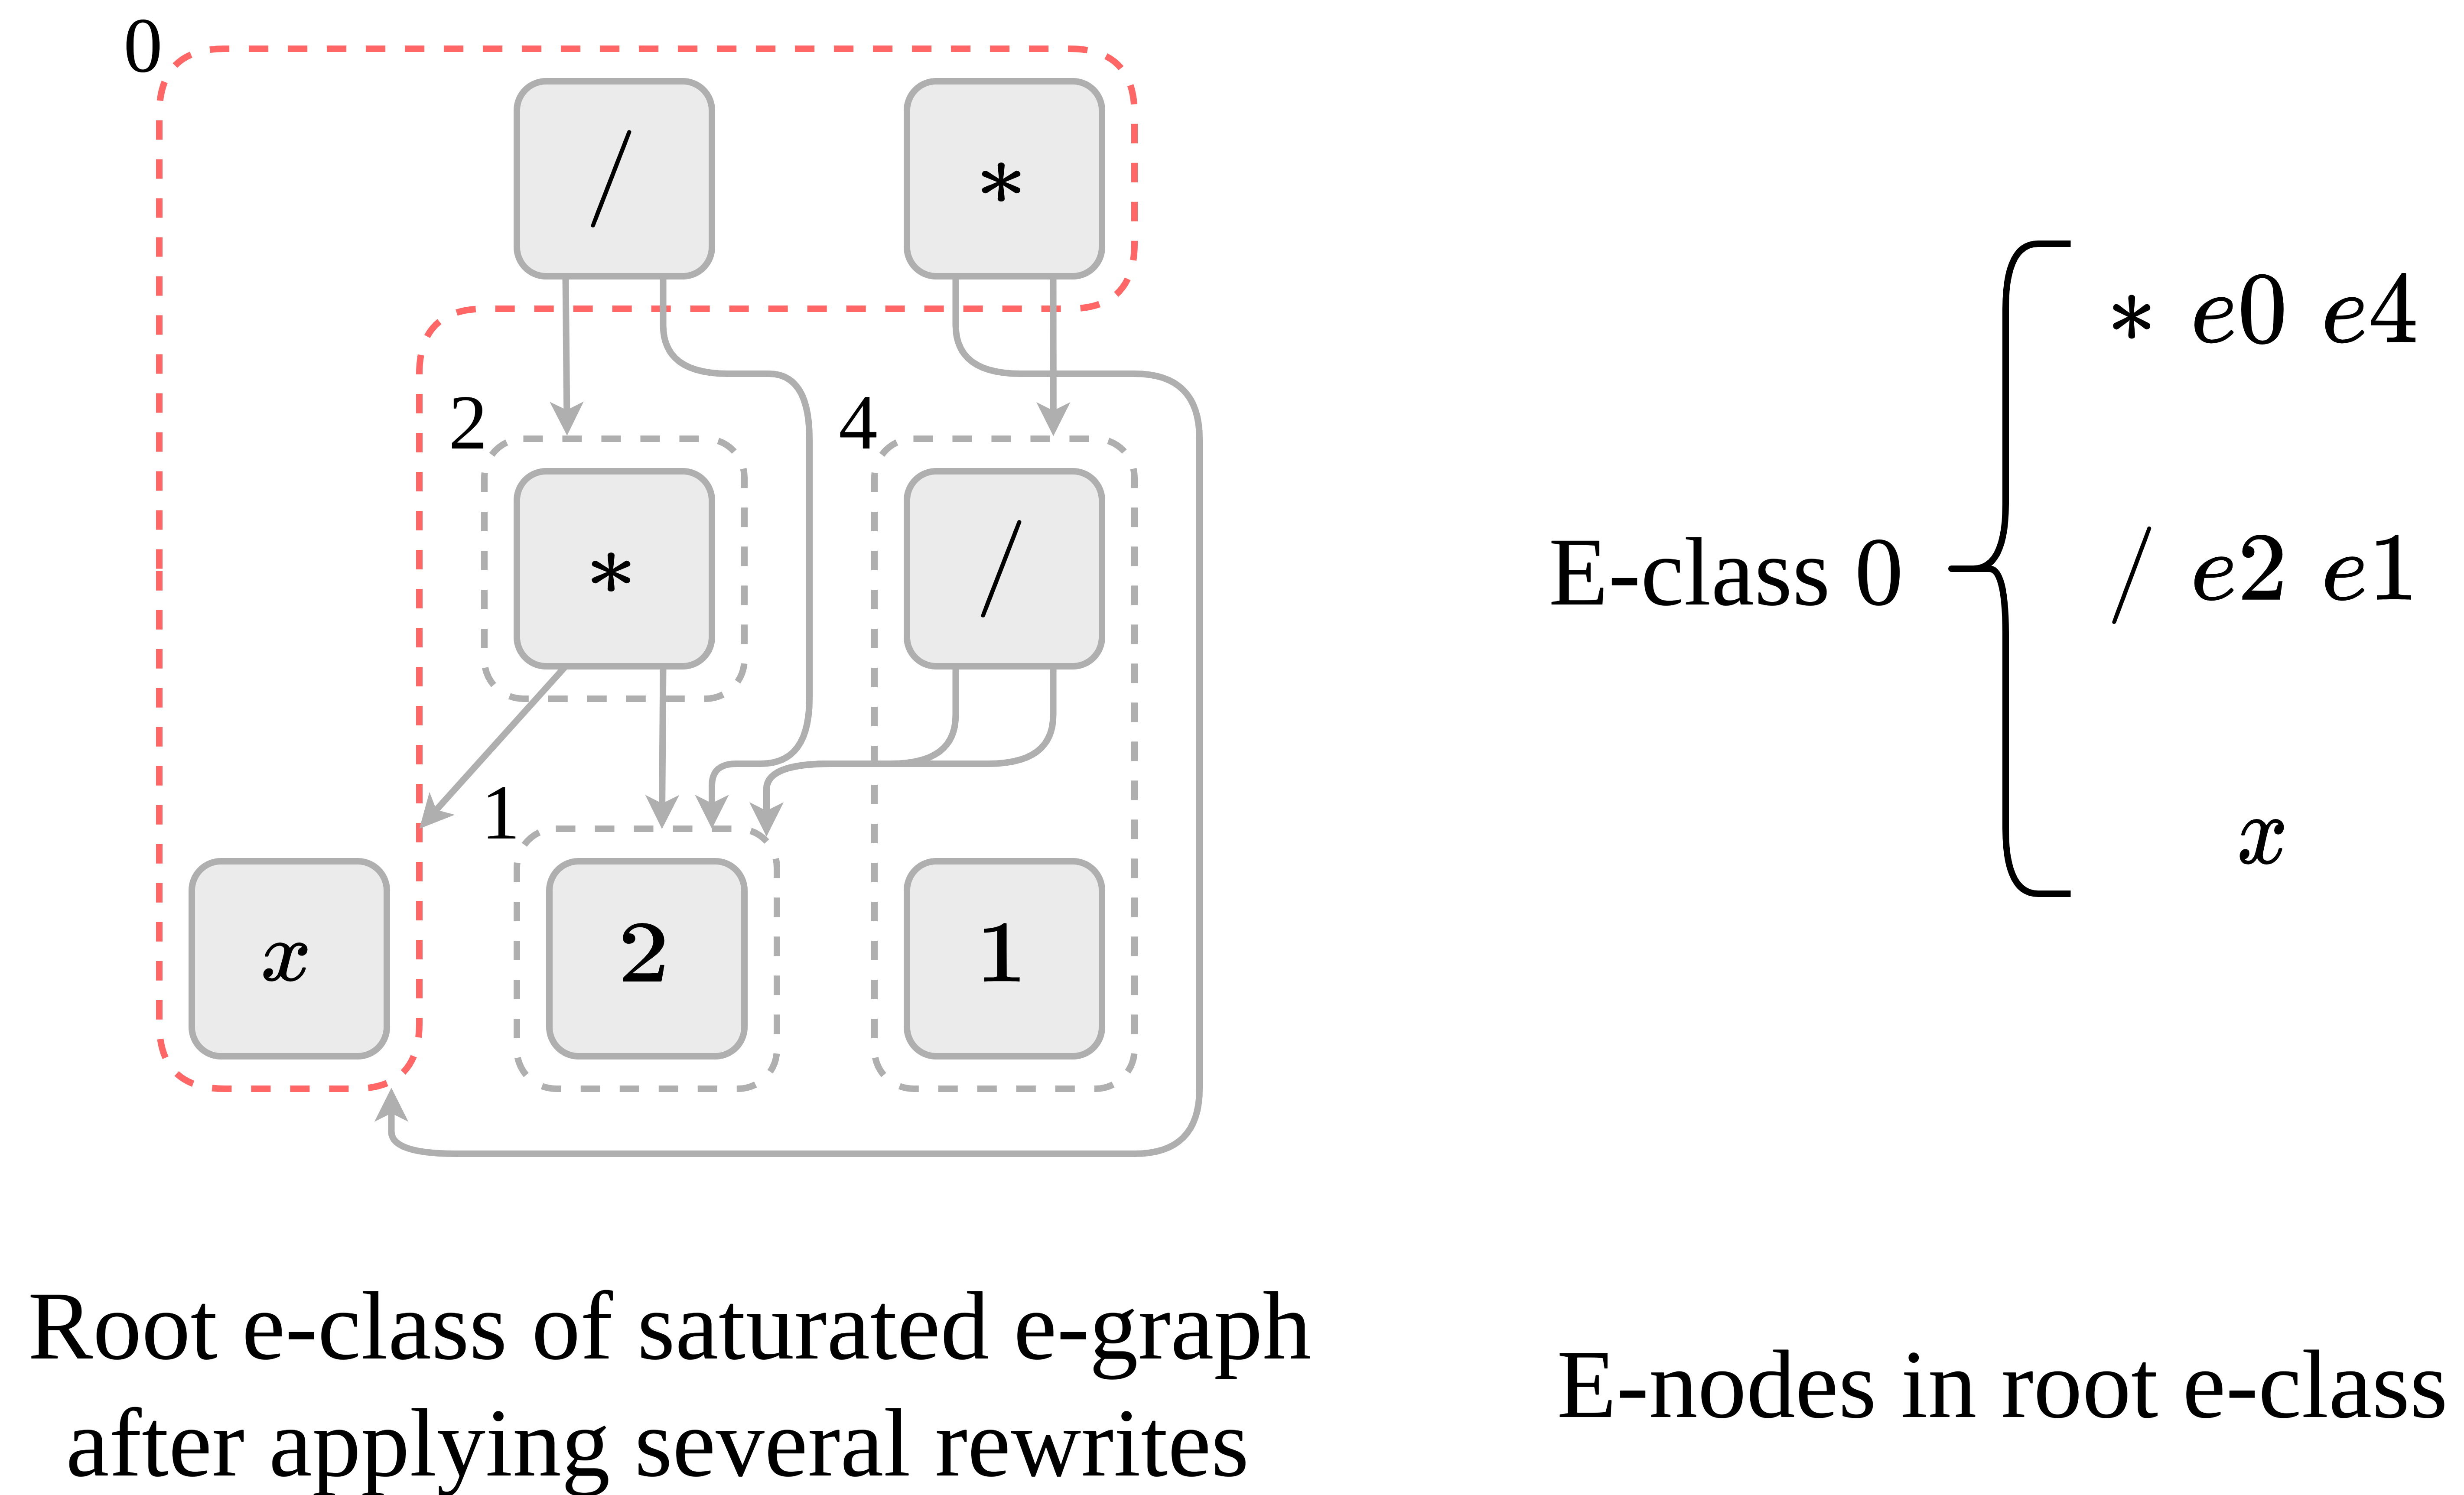 0
/ *
2 4
* /
1
x 2 1
E-class 0
* e0 e4
/ e2 e1
x
Root e-class of saturated e-graph
after applying several rewrites
E-nodes in root e-class